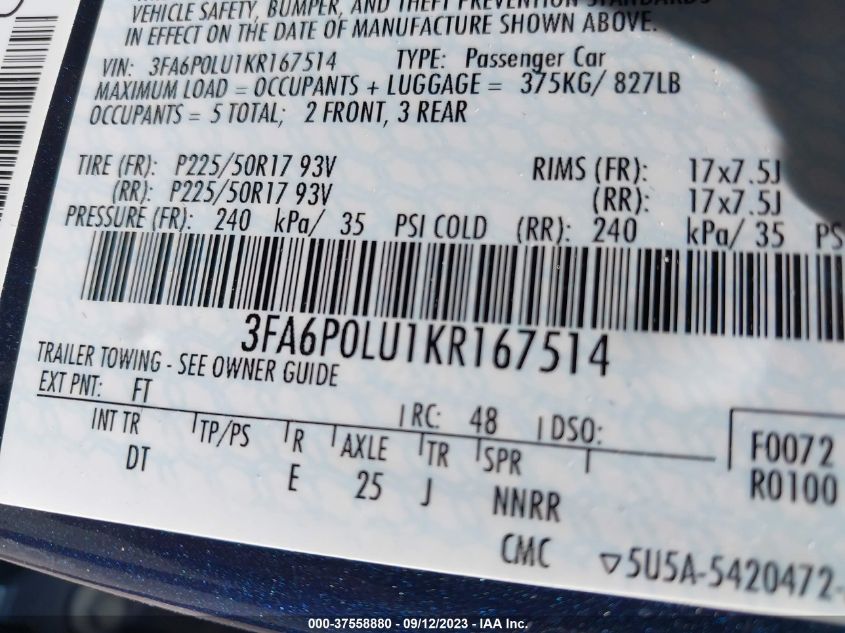 VEHICLE SAFETY, BUMPER, AND THEFT PREVENTION STANDARDS
IN EFFECT ON THE DATE OF MANUFACTURE SHOWN ABOVE.
VIN: 3FA6P0LU1KR167514 TYPE: Passenger Car
MAXIMUM LOAD = OCCUPANTS + LUGGAGE = 375KG/ 827LB
OCCUPANTS = 5 TOTAL; 2 FRONT, 3 REAR
TIRE (FR): P225/50R17 93V RIMS (FR): 17x7.5J
(RR): P225/50R17 93V (RR): 17x7.5J
PRESSURE (FR): 240 kPa/ 35 PSI COLD (RR): 240 kPa/ 35 PS
3FA6P0LU1KR167514
TRAILER TOWING - SEE OWNER GUIDE
EXT PNT: FT RC: 48 DSO:
INT TR TP/PS R AXLE TR SPR
DT E 25 J NNRR
F0072
R0100
CMC ▽5U5A-5420472-
000-37558880 - 09/12/2023 - IAA Inc.